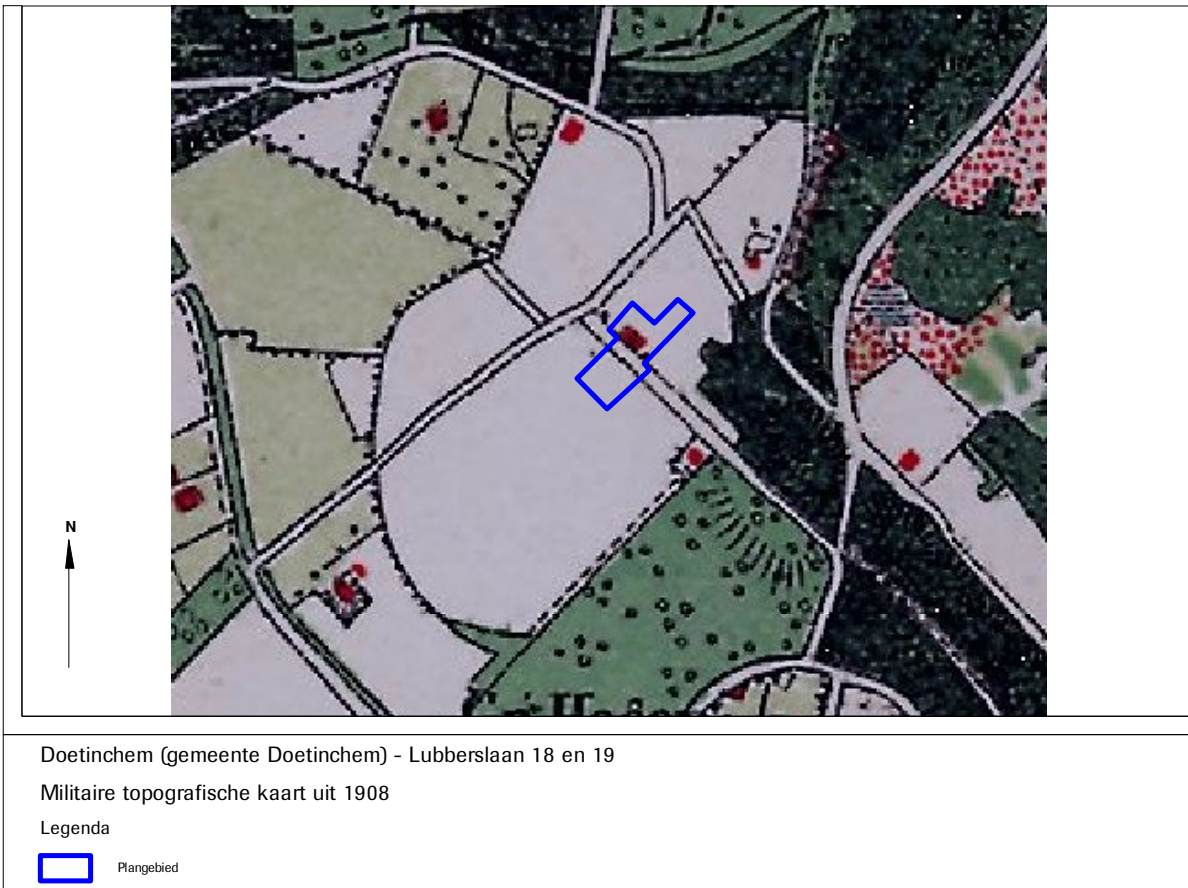 N
Doetinchem (gemeente Doetinchem) - Lubberslaan 18 en 19
Militaire topografische kaart uit 1908
Legenda
Plangebied